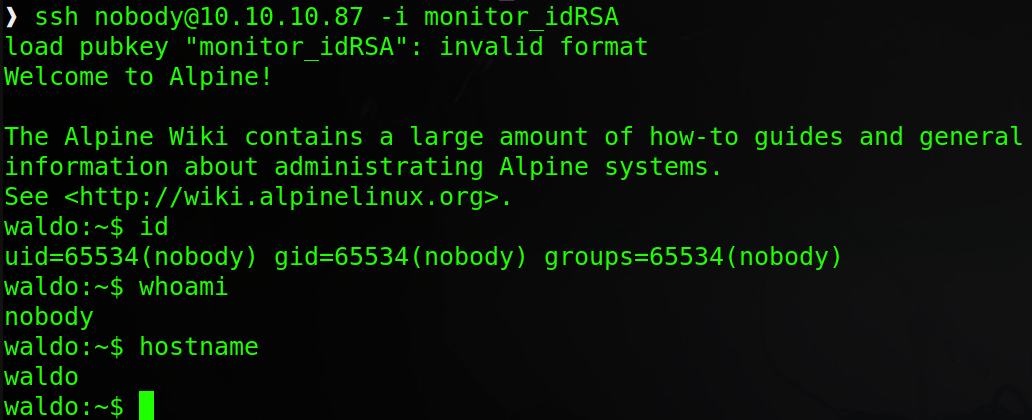 ❱ ssh nobody@10.10.10.87 -i monitor_idRSA
load pubkey "monitor_idRSA": invalid format
Welcome to Alpine!
The Alpine Wiki contains a large amount of how-to guides and general
information about administrating Alpine systems.
See <http://wiki.alpinelinux.org>.
waldo:~$ id
uid=65534(nobody) gid=65534(nobody) groups=65534(nobody)
waldo:~$ whoami
nobody
waldo:~$ hostname
waldo
waldo:~$